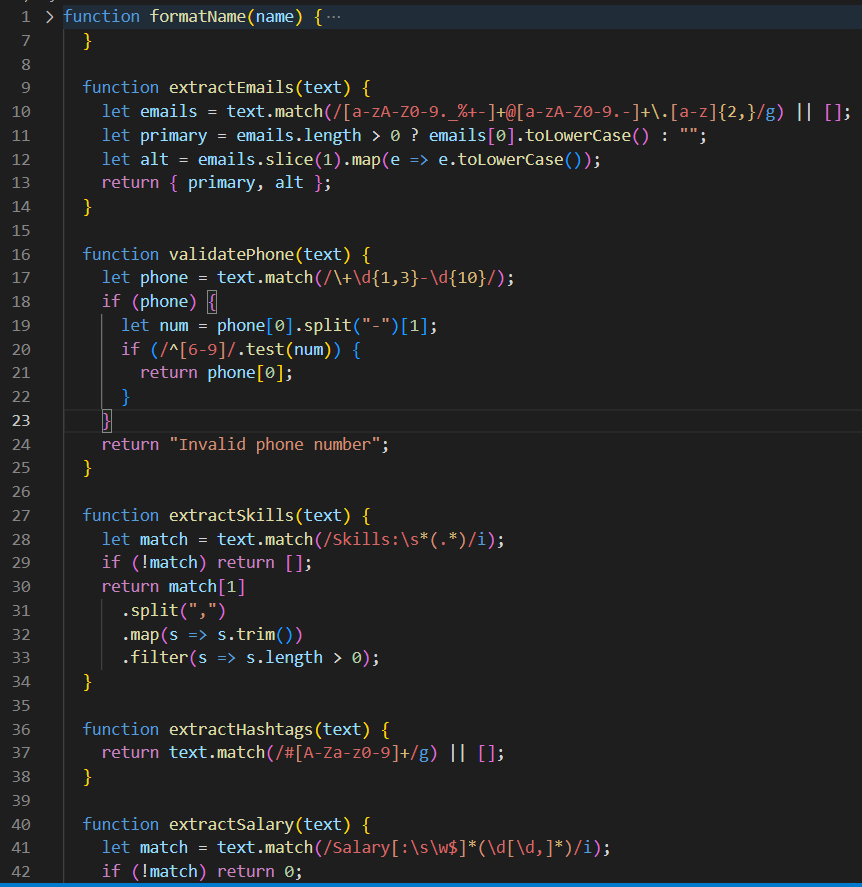 1 function formatName(name) { ...
7 }
8
9 function extractEmails(text) {
10 let emails = text.match(/[a-zA-Z0-9._%+-]+@[a-zA-Z0-9.-]+\.[a-z]{2,}/g) || [];
11 let primary = emails.length > 0 ? emails[0].toLowerCase() : "";
12 let alt = emails.slice(1).map(e => e.toLowerCase());
13 return { primary, alt };
14 }
15
16 function validatePhone(text) {
17 let phone = text.match(/\+\d{1,3}-\d{10}/);
18 if (phone) {
19 let num = phone[0].split("-")[1];
20 if (/^[6-9]/.test(num)) {
21 return phone[0];
22 }
23 }
24 return "Invalid phone number";
25 }
26
27 function extractSkills(text) {
28 let match = text.match(/Skills:\s*(.*)/i);
29 if (!match) return [];
30 return match[1]
31 .split(",")
32 .map(s => s.trim())
33 .filter(s => s.length > 0);
34 }
35
36 function extractHashtags(text) {
37 return text.match(/#[A-Za-z0-9]+/g) || [];
38 }
39
40 function extractSalary(text) {
41 let match = text.match(/Salary[:\s\w$]*(\d[\d,]*)/i);
42 if (!match) return 0;